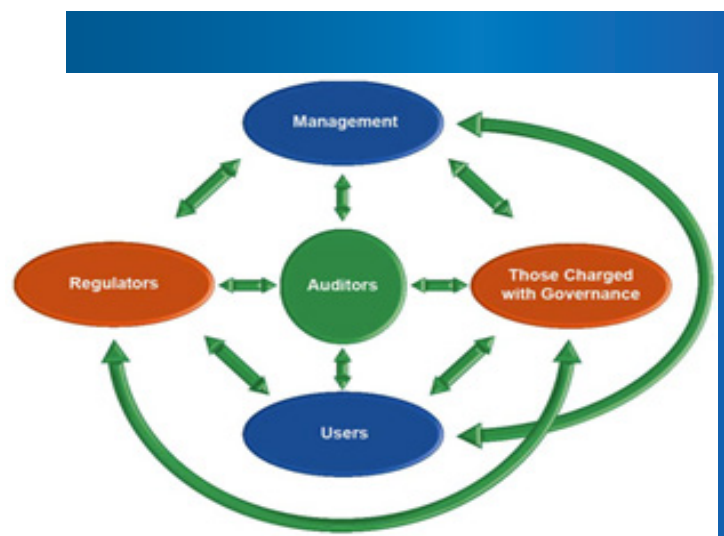 Management
Regulators
Auditors
Those Charged
with Governance
Users